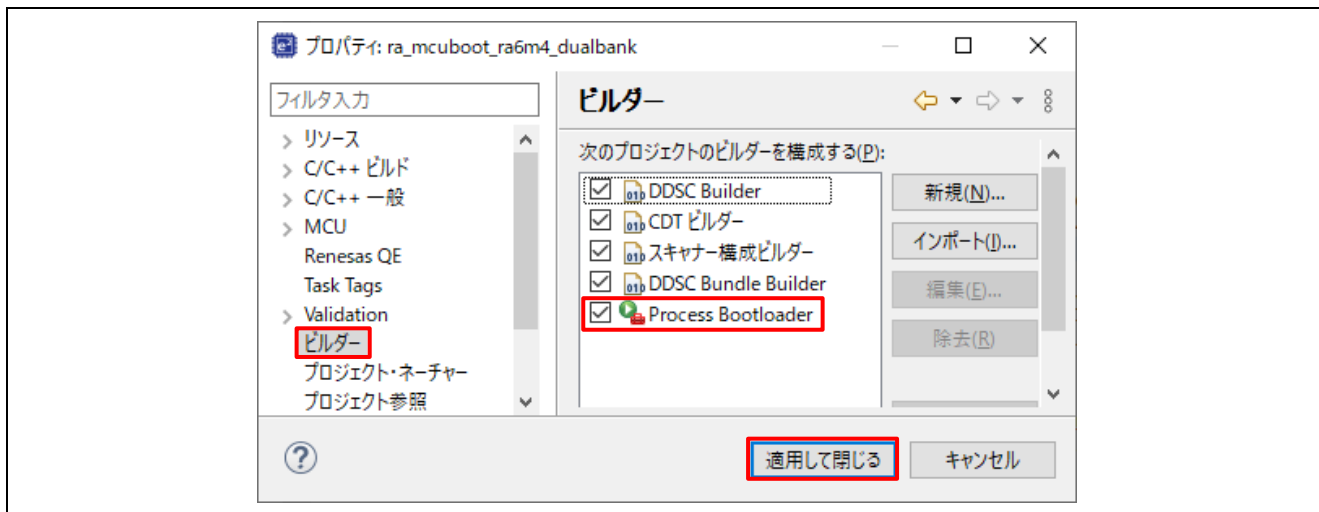 プロパティ: ra_mcuboot_ra6m4_dualbank
フィルタ入力
リソース
C/C++ ビルド
C/C++ 一般
MCU
Renesas QE
Task Tags
Validation
ビルダー
プロジェクト・ネーチャー
プロジェクト参照
ビルダー
次のプロジェクトのビルダーを構成する(P):
DDSC Builder
CDT ビルダー
スキャナー構成ビルダー
DDSC Bundle Builder
Process Bootloader
新規(N)...
インポート(I)...
編集(E)...
除去(R)
適用して閉じる
キャンセル